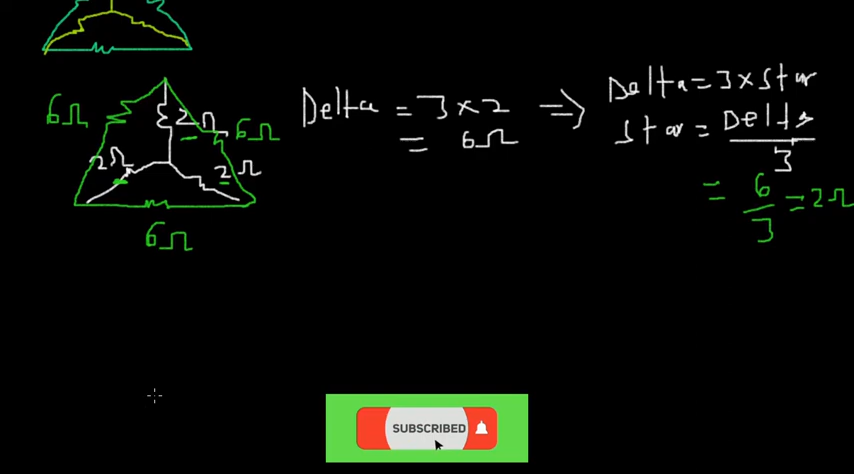 6Ω
2Ω
6Ω
2Ω
2Ω
6Ω
Delta = 3 × 2
= 6Ω
⇒
Delta = 3 × Star
Star = Delta
3
= 6
3
= 2Ω
SUBSCRIBED